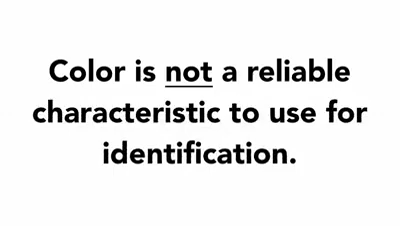 Color is not a reliable
characteristic to use for
identification.